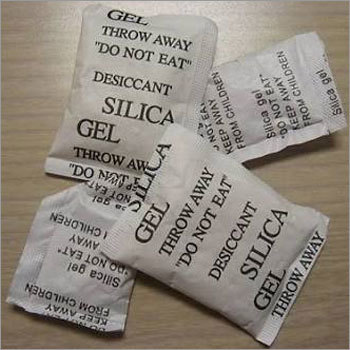 GEL
THROW AWAY
"DO NOT EAT"
DESICCANT
SILICA
GEL
THROW AWAY
"DO NOT
Silica gel
"DO NOT EAT"
KEEP AWAY
FROM CHILDREN
Silica gel
SILICA
GEL
THROW AWAY
"DO NOT EAT"
DESICCANT
SILICA
GEL
THROW AWAY
EAT"
CHILDREN
Silica gel
"DO NOT EAT"
KEEP AWAY
FROM CHILDREN